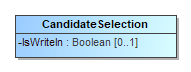 CandidateSelection
-IsWriteIn : Boolean [0..1]